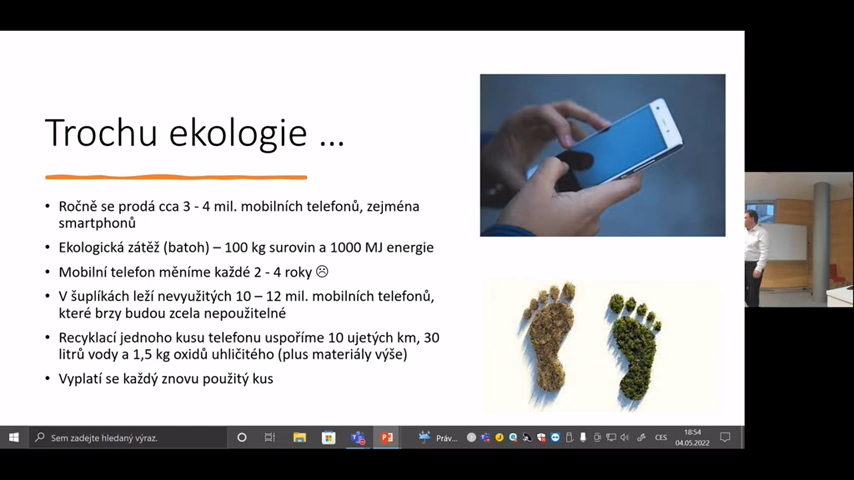 Trochu ekologie ...
• Ročně se prodá cca 3 - 4 mil. mobilních telefonů, zejména
smartphonů
• Ekologická zátěž (batoh) – 100 kg surovin a 1000 MJ energie
• Mobilní telefon měníme každé 2 - 4 roky ☹
• V šuplíkách leží nevyužitých 10 – 12 mil. mobilních telefonů,
které brzy budou zcela nepoužitelné
• Recyklací jednoho kusu telefonu uspoříme 10 ujetých km, 30
litrů vody a 1,5 kg oxidů uhličitého (plus materiály výše)
• Vyplatí se každý znovu použitý kus
Sem zadejte hledaný výraz.
Práv...
CES
18:54
04.05.2022